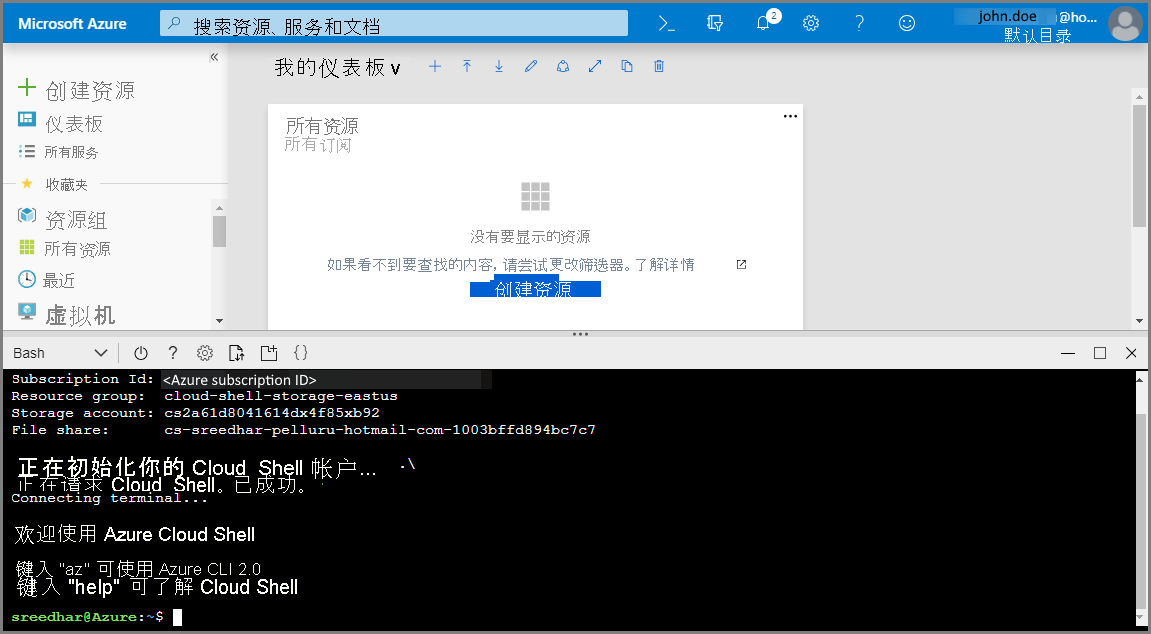 Microsoft Azure
搜索资源、服务和文档
2
john.doe
@ho...
默认目录
创建资源
仪表板
所有服务
收藏夹
资源组
所有资源
最近
虚拟机
我的仪表板 v
所有资源
所有订阅
没有要显示的资源
如果看不到要查找的内容, 请尝试更改筛选器。了解详情
创建资源
Bash
Subscription Id: <Azure subscription ID>
Resource group: cloud-shell-storage-eastus
Storage account: cs2a61d8041614dx4f85xb92
File share: cs-sreedhar-pelluru-hotmail-com-1003bffd894bc7c7
正在初始化你的 Cloud Shell 帐户... .\
正在请求 Cloud Shell。已成功。
Connecting terminal...
欢迎使用 Azure Cloud Shell
键入 "az" 可使用 Azure CLI 2.0
键入 "help" 可了解 Cloud Shell
sreedhar@Azure:~$